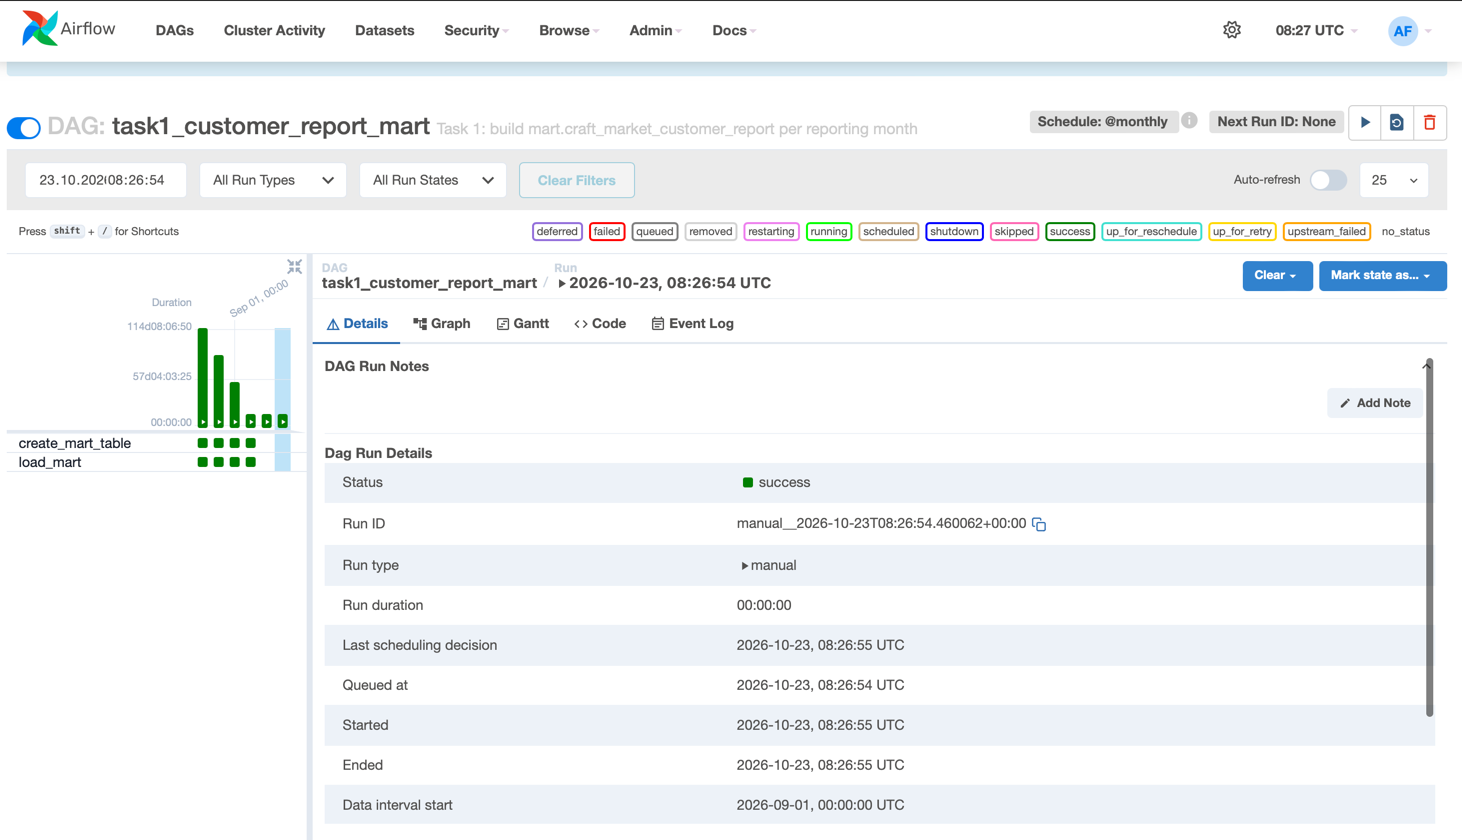 Airflow
DAGs
Cluster Activity
Datasets
Security
Browse
Admin
Docs
08:27 UTC
AF
DAG: task1_customer_report_mart Task 1: build mart.craft_market_customer_report per reporting month
Schedule: @monthly
Next Run ID: None
23.10.202 08:26:54
All Run Types
All Run States
Clear Filters
Auto-refresh
25
Press shift + / for Shortcuts
deferred
failed
queued
removed
restarting
running
scheduled
shutdown
skipped
success
up_for_reschedule
up_for_retry
upstream_failed
no_status
Sep 01, 00:00
Duration
114d08:06:50
57d04:03:25
00:00:00
create_mart_table
load_mart
DAG
task1_customer_report_mart
/
Run
2026-10-23, 08:26:54 UTC
Clear
Mark state as...
Details
Graph
Gantt
Code
Event Log
DAG Run Notes
Add Note
Dag Run Details
Status success
Run ID manual__2026-10-23T08:26:54.460062+00:00
Run type manual
Run duration 00:00:00
Last scheduling decision 2026-10-23, 08:26:55 UTC
Queued at 2026-10-23, 08:26:54 UTC
Started 2026-10-23, 08:26:55 UTC
Ended 2026-10-23, 08:26:55 UTC
Data interval start 2026-09-01, 00:00:00 UTC